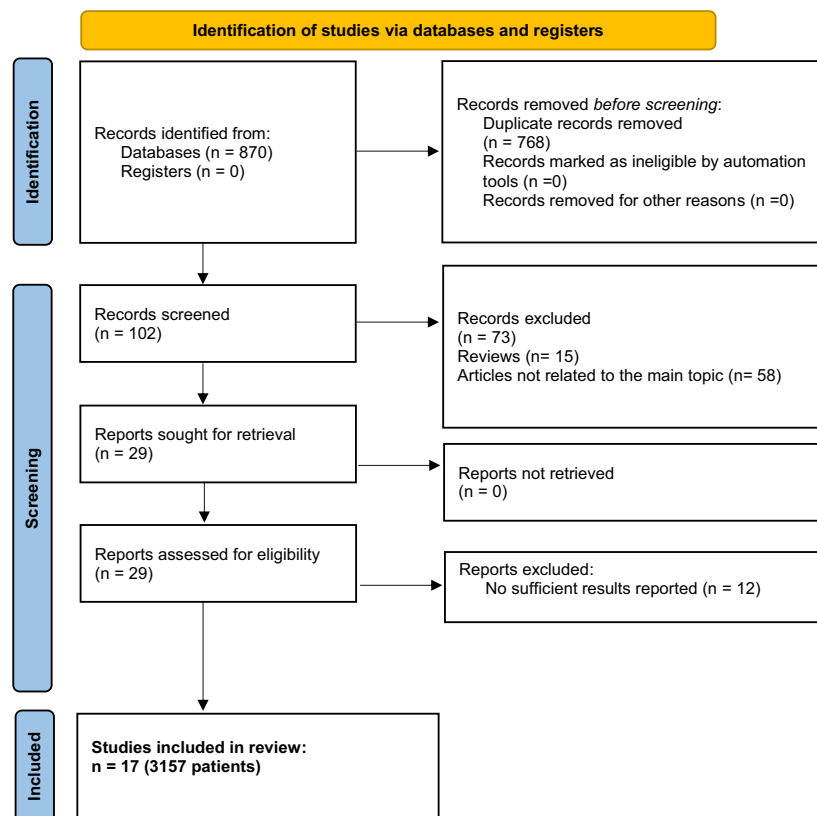 Identification of studies via databases and registers
Identification
Records identified from:
Databases (n = 870)
Registers (n = 0)
Records removed before screening:
Duplicate records removed
(n = 768)
Records marked as ineligible by automation
tools (n =0)
Records removed for other reasons (n =0)
Screening
Records screened
(n = 102)
Records excluded
(n = 73)
Reviews (n= 15)
Articles not related to the main topic (n= 58)
Reports sought for retrieval
(n = 29)
Reports not retrieved
(n = 0)
Reports assessed for eligibility
(n = 29)
Reports excluded:
No sufficient results reported (n = 12)
Included
Studies included in review:
n = 17 (3157 patients)